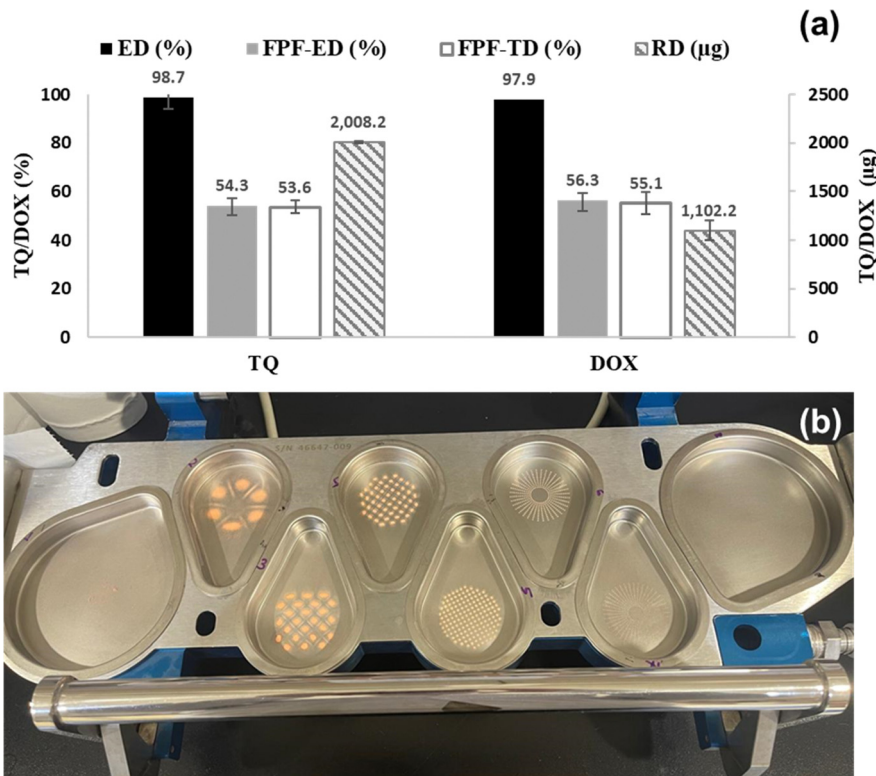 (a)
ED (%) FPF-ED (%) FPF-TD (%) RD (µg)
98.7 97.9
100 2500
2,008.2
80 2000
54.3 53.6 56.3 55.1
60 1500
1,102.2
40 1000
20 500
0 0
TQ/DOX (%)
TQ/DOX (µg)
TQ DOX
(b)
S/N 46642-009